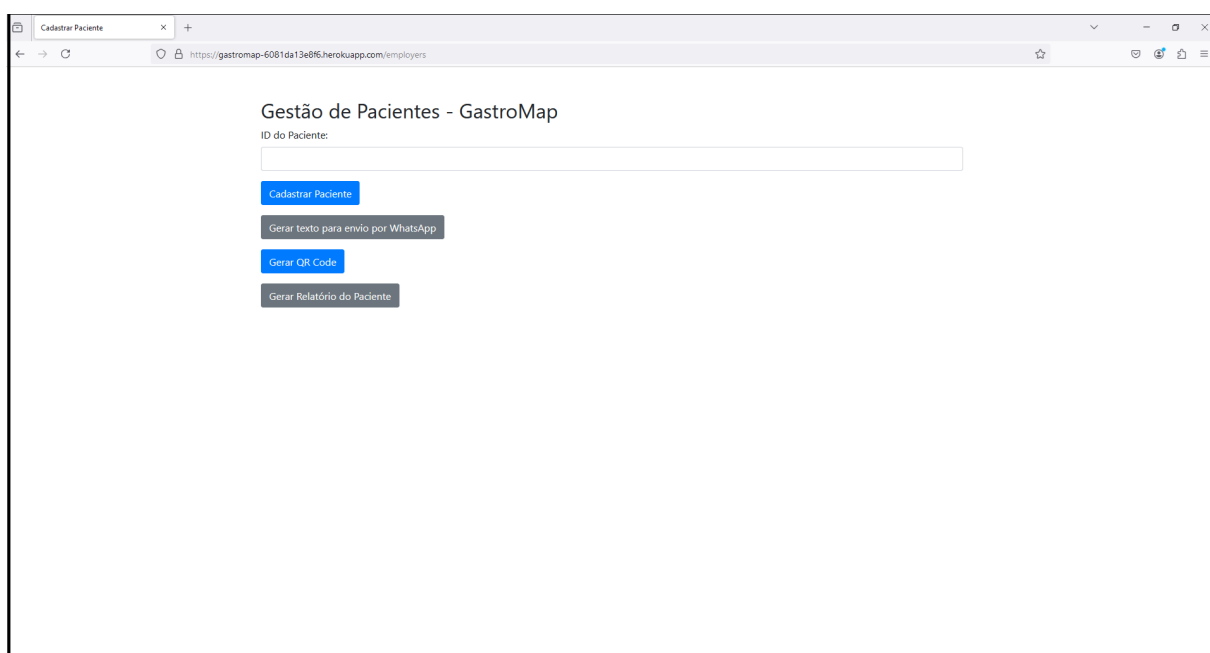 Cadastrar Paciente
https://gastromap-6081da13e8f6.herokuapp.com/employers
Gestão de Pacientes - GastroMap
ID do Paciente:
Cadastrar Paciente
Gerar texto para envio por WhatsApp
Gerar QR Code
Gerar Relatório do Paciente